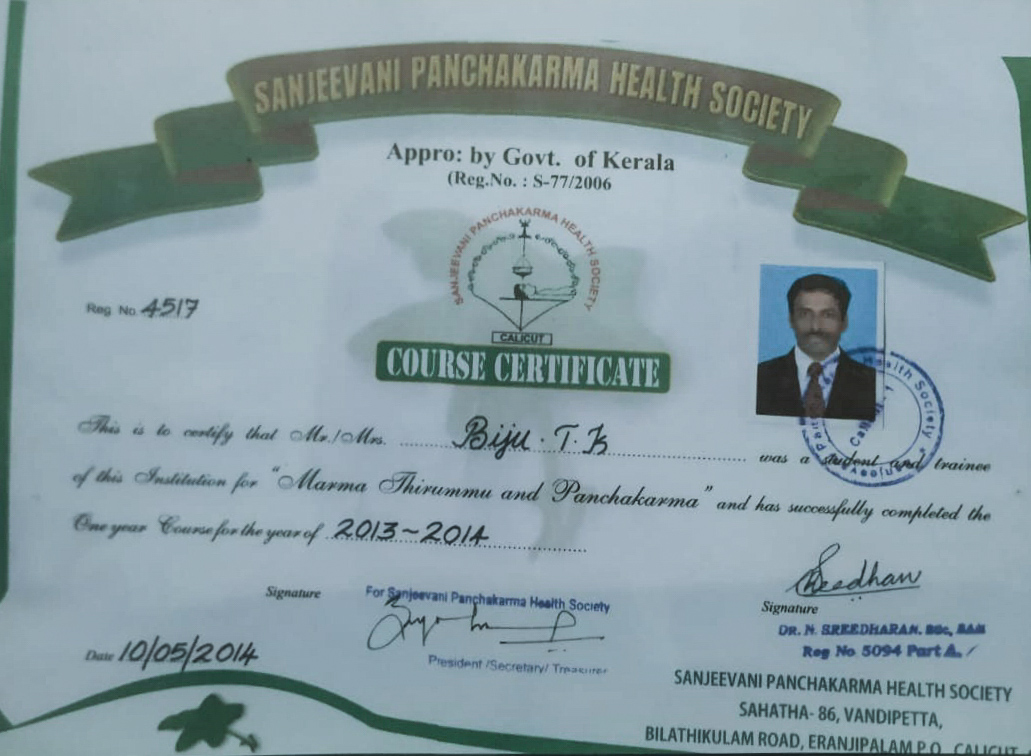 SANJEEVANI PANCHAKARMA HEALTH SOCIETY
Appro: by Govt. of Kerala
(Reg.No. : S-77/2006
SANJEEVANI PANCHAKARMA HEALTH SOCIETY
CALICUT
Reg. No. 4517
COURSE CERTIFICATE
Health Society
This is to certify that Mr./Mrs. Biju. T. K was a student and trainee
of this Institution for "Marma Thirummu and Panchakarma" and has successfully completed the
One year Course for the year of 2013~2014
Signature
For Sanjeevani Panchakarma Health Society
President /Secretary/ Treasurer
Sreedharan
Signature
DR. N. SREEDHARAN. BSc, BAM
Reg No 5094 Part A. /
Date 10/05/2014
SANJEEVANI PANCHAKARMA HEALTH SOCIETY
SAHATHA- 86, VANDIPETTA,
BILATHIKULAM ROAD, ERANJIPALAM P.O., CALICUT